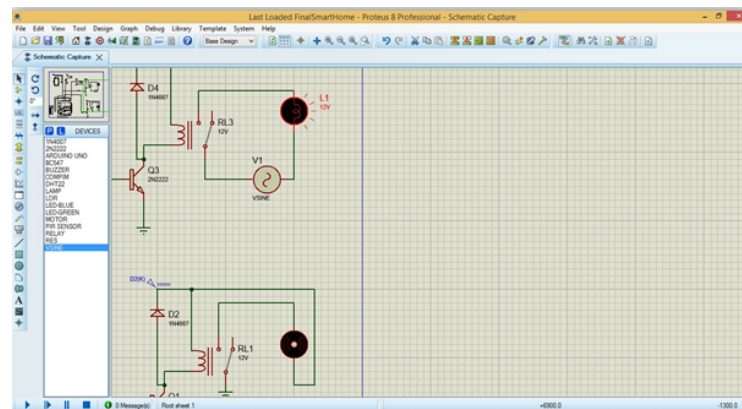 Last Loaded FinalSmartHome - Proteus 8 Professional - Schematic Capture
File Edit View Tool Design Graph Debug Library Template System Help
Base Design
Schematic Capture
0°
P L DEVICES
1N4007
2N2222
ARDUINO UNO
BC547
BUZZER
COMPIM
DHT22
LAMP
LDR
LED-BLUE
LED-GREEN
MOTOR
PIR SENSOR
RELAY
RES
VSINE
D4
1N4007
RL3
12V
L1
12V
Q3
2N2222
V1
VSINE
D2(K)
D2
1N4007
RL1
12V
Q1
0 Message(s) Root sheet 1
+6900.0
-1300.0